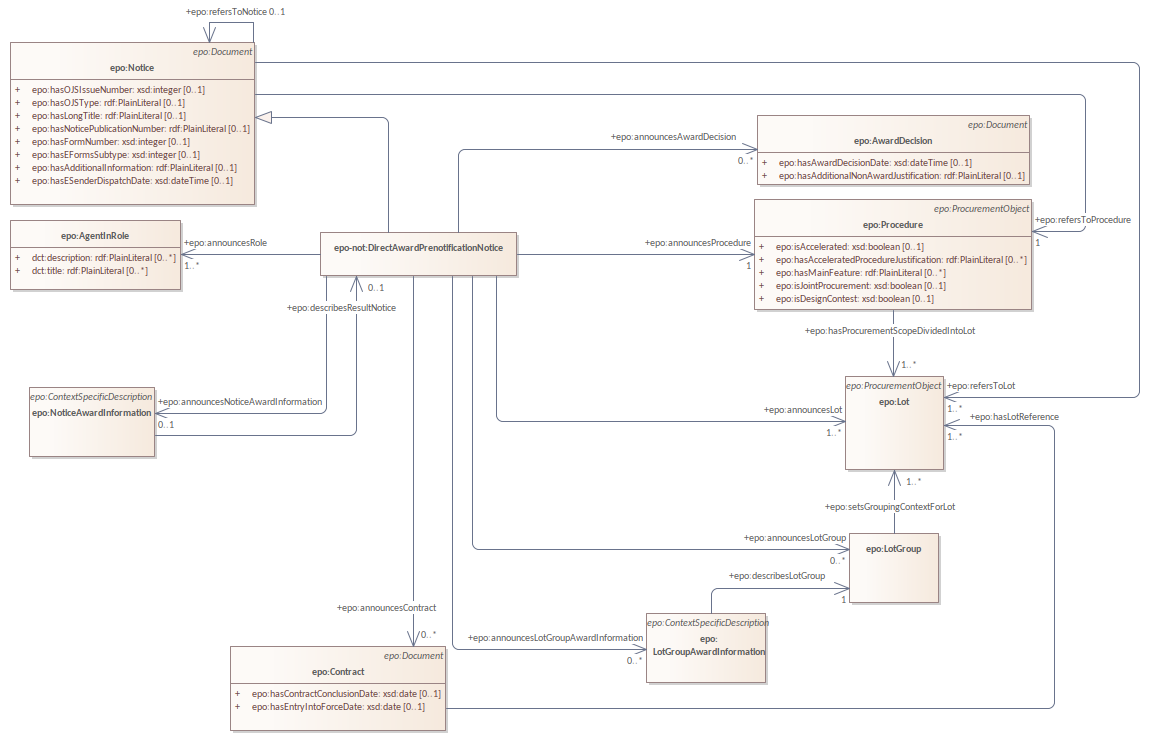 +epo:refersToNotice 0..1
epo:Document
epo:Notice
+ epo:hasOJSIssueNumber: xsd:integer [0..1]
+ epo:hasOJSType: rdf:PlainLiteral [0..1]
+ epo:hasLongTitle: rdf:PlainLiteral [0..1]
+ epo:hasNoticePublicationNumber: rdf:PlainLiteral [0..1]
+ epo:hasFormNumber: xsd:integer [0..1]
+ epo:hasEFormsSubtype: xsd:integer [0..1]
+ epo:hasAdditionalInformation: rdf:PlainLiteral [0..1]
+ epo:hasESenderDispatchDate: xsd:dateTime [0..1]
+epo:announcesAwardDecision
0..*
epo:Document
epo:AwardDecision
+ epo:hasAwardDecisionDate: xsd:dateTime [0..1]
+ epo:hasAdditionalNonAwardJustification: rdf:PlainLiteral [0..1]
epo:AgentInRole
+ dct:description: rdf:PlainLiteral [0..*]
+ dct:title: rdf:PlainLiteral [0..*]
+epo:announcesRole
1..*
epo-not:DirectAwardPrenotificationNotice
+epo:announcesProcedure
1
epo:ProcurementObject
epo:Procedure
+ epo:isAccelerated: xsd:boolean [0..1]
+ epo:hasAcceleratedProcedureJustification: rdf:PlainLiteral [0..*]
+ epo:hasMainFeature: rdf:PlainLiteral [0..*]
+ epo:isJointProcurement: xsd:boolean [0..1]
+ epo:isDesignContest: xsd:boolean [0..1]
+epo:refersToProcedure
1
0..1
+epo:describesResultNotice
+epo:hasProcurementScopeDividedIntoLot
1..*
epo:ContextSpecificDescription
epo:NoticeAwardInformation
+epo:announcesNoticeAwardInformation
0..1
epo:ProcurementObject
epo:Lot
+epo:refersToLot
1..*
+epo:announcesLot
1..*
+epo:hasLotReference
1..*
1..*
+epo:setsGroupingContextForLot
+epo:announcesLotGroup
0..*
epo:LotGroup
+epo:describesLotGroup
1
+epo:announcesContract
0..*
+epo:announcesLotGroupAwardInformation
0..*
epo:ContextSpecificDescription
epo:
LotGroupAwardInformation
epo:Document
epo:Contract
+ epo:hasContractConclusionDate: xsd:date [0..1]
+ epo:hasEntryIntoForceDate: xsd:date [0..1]